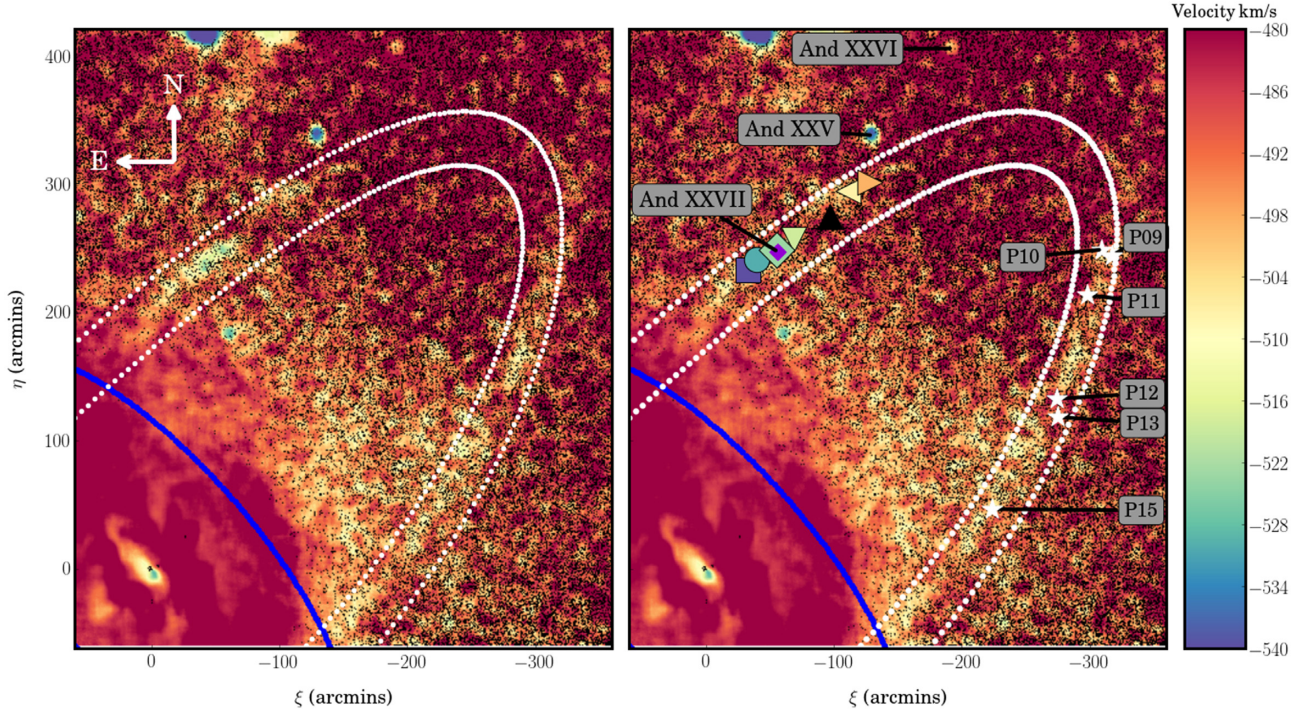 Velocity km/s
400
300
200
100
0
η (arcmins)
N
E
0
−100
−200
−300
ξ (arcmins)
And XXVI
And XXV
And XXVII
P10
P09
P11
P12
P13
P15
0
−100
−200
−300
ξ (arcmins)
−480
−486
−492
−498
−504
−510
−516
−522
−528
−534
−540